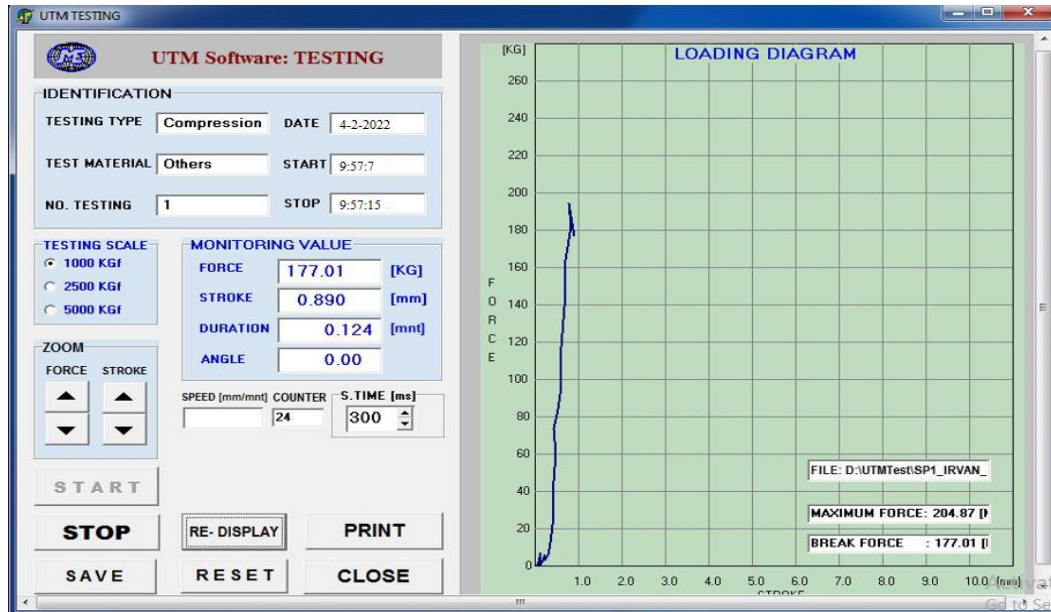 UTM TESTING
ME
UTM Software: TESTING
IDENTIFICATION
TESTING TYPE Compression DATE 4-2-2022
TEST MATERIAL Others START 9:57:7
NO. TESTING 1 STOP 9:57:15
TESTING SCALE
1000 KGf
2500 KGf
5000 KGf
MONITORING VALUE
FORCE 177.01 [KG]
STROKE 0.890 [mm]
DURATION 0.124 [mnt]
ANGLE 0.00
ZOOM
FORCE STROKE
SPEED [mm/mnt] COUNTER 24
S.TIME [ms] 300
START
STOP RE- DISPLAY PRINT
SAVE RESET CLOSE
LOADING DIAGRAM
[KG]
260
240
220
200
180
160
140
120
100
80
60
40
20
0
FORCE
FILE: D:\UTMTest\SP1_IRVAN_
MAXIMUM FORCE: 204.87
BREAK FORCE : 177.01
1.0 2.0 3.0 4.0 5.0 6.0 7.0 8.0 9.0 10.0 [mm]
STROKE
Go to Se